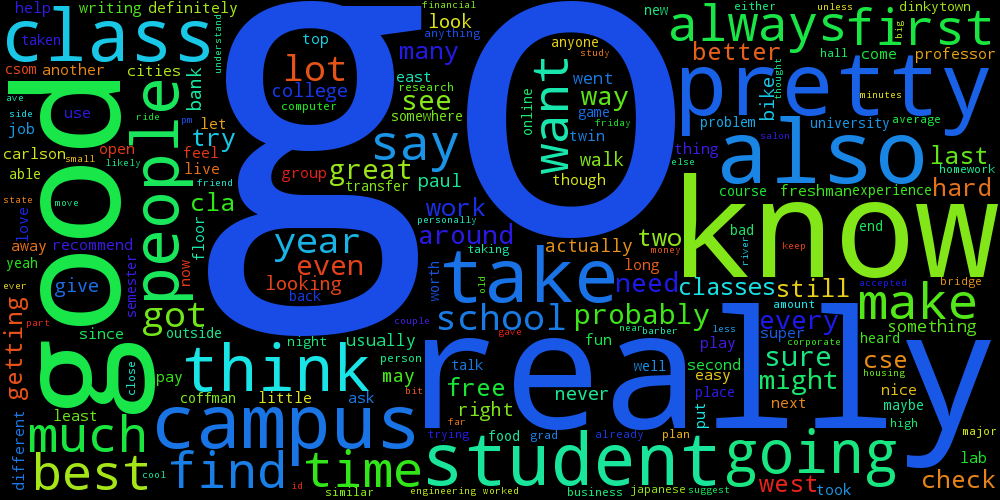 help writing definitely
class
taken
understand
csom another cities
bank
ave
side
use
job
ride
pm
let
try
carlson small open feel
able likely live
friend
good
people
state move
love
away recommend
floor
cla
yeah
give
semester
now
ever
part
getting
since
got
outside
close
pay
think
night usually
person
coffman little ask may
bit
least
different
much
campus
best cool find
id
time
similar
go
top
lot
college
computer
group
great
transfer
year
even
looking
back
couple
financial
look
anything
many
east
research
see
somewhere
say
paul
work
personally
around
taking
worth
old
take
school
gave
anyone
study
went way
online
want
game
friday
twin
walk
though
actually two
money
long
need
probably
near barber
fun
really
talk well
free
never
right
far
trying
food grad already plan
student
engineering worked
business japanese suggest
new either unless dinkytown
always first
big
better hall come professor
pretty
thought
bike minutes
problem university average
salon
thing also last
else homework
course freshman experience hard
know
bad
river
keep
end
classes still accepted bridge
make
amount
every something
super corporate heard
play less
second sure cse
housing
easy might nice
place next maybe
put
high
going major
lab
west took check